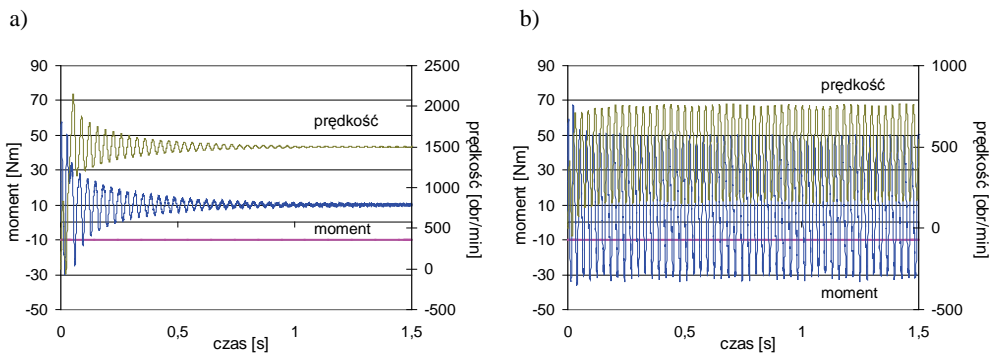 a)
90
70
50
30
10
-10
-30
-50
moment [Nm]
2500
2000
1500
1000
500
0
-500
prędkość [obr/min]
prędkość
moment
0
0,5
1
1,5
czas [s]
b)
90
70
50
30
10
-10
-30
-50
moment [Nm]
1000
500
0
-500
prędkość [obr/min]
prędkość
moment
0
0,5
1
1,5
czas [s]